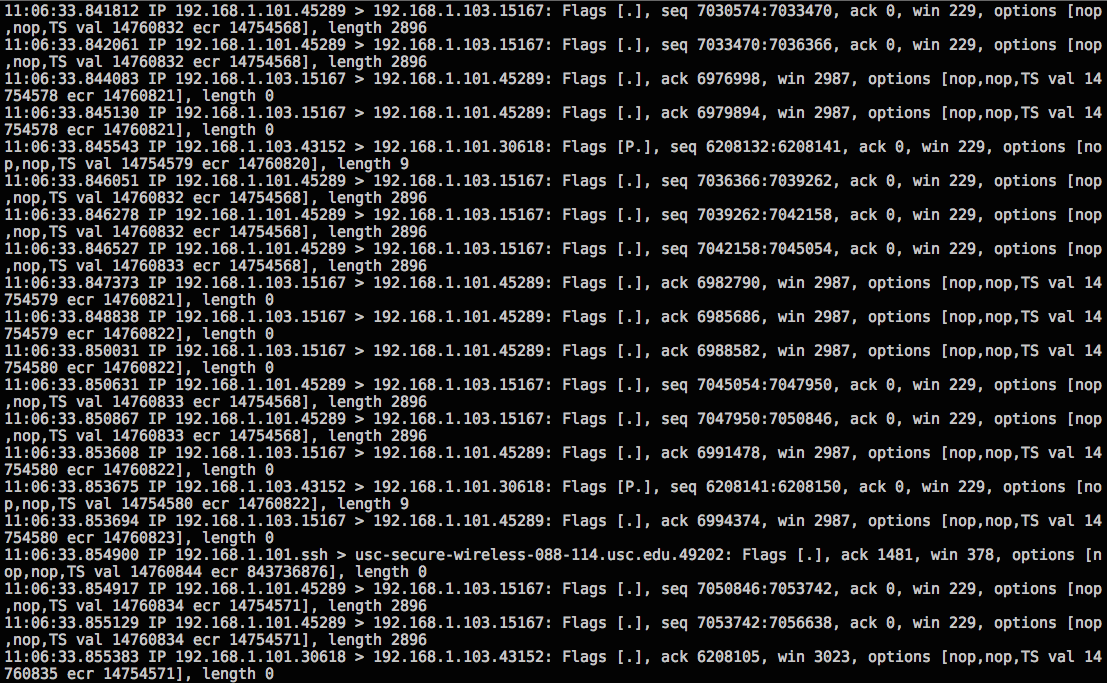 11:06:33.841812 IP 192.168.1.101.45289 > 192.168.1.103.15167: Flags [.], seq 7030574:7033470, ack 0, win 229, options [nop
,nop,TS val 14760832 ecr 14754568], length 2896
11:06:33.842061 IP 192.168.1.101.45289 > 192.168.1.103.15167: Flags [.], seq 7033470:7036366, ack 0, win 229, options [nop
,nop,TS val 14760832 ecr 14754568], length 2896
11:06:33.844083 IP 192.168.1.103.15167 > 192.168.1.101.45289: Flags [.], ack 6976998, win 2987, options [nop,nop,TS val 14
754578 ecr 14760821], length 0
11:06:33.845130 IP 192.168.1.103.15167 > 192.168.1.101.45289: Flags [.], ack 6979894, win 2987, options [nop,nop,TS val 14
754578 ecr 14760821], length 0
11:06:33.845543 IP 192.168.1.103.43152 > 192.168.1.101.30618: Flags [P.], seq 6208132:6208141, ack 0, win 229, options [no
p,nop,TS val 14754579 ecr 14760820], length 9
11:06:33.846051 IP 192.168.1.101.45289 > 192.168.1.103.15167: Flags [.], seq 7036366:7039262, ack 0, win 229, options [nop
,nop,TS val 14760832 ecr 14754568], length 2896
11:06:33.846278 IP 192.168.1.101.45289 > 192.168.1.103.15167: Flags [.], seq 7039262:7042158, ack 0, win 229, options [nop
,nop,TS val 14760832 ecr 14754568], length 2896
11:06:33.846527 IP 192.168.1.101.45289 > 192.168.1.103.15167: Flags [.], seq 7042158:7045054, ack 0, win 229, options [nop
,nop,TS val 14760833 ecr 14754568], length 2896
11:06:33.847373 IP 192.168.1.103.15167 > 192.168.1.101.45289: Flags [.], ack 6982790, win 2987, options [nop,nop,TS val 14
754579 ecr 14760821], length 0
11:06:33.848838 IP 192.168.1.103.15167 > 192.168.1.101.45289: Flags [.], ack 6985686, win 2987, options [nop,nop,TS val 14
754579 ecr 14760822], length 0
11:06:33.850031 IP 192.168.1.103.15167 > 192.168.1.101.45289: Flags [.], ack 6988582, win 2987, options [nop,nop,TS val 14
754580 ecr 14760822], length 0
11:06:33.850631 IP 192.168.1.101.45289 > 192.168.1.103.15167: Flags [.], seq 7045054:7047950, ack 0, win 229, options [nop
,nop,TS val 14760833 ecr 14754568], length 2896
11:06:33.850867 IP 192.168.1.101.45289 > 192.168.1.103.15167: Flags [.], seq 7047950:7050846, ack 0, win 229, options [nop
,nop,TS val 14760833 ecr 14754568], length 2896
11:06:33.853608 IP 192.168.1.103.15167 > 192.168.1.101.45289: Flags [.], ack 6991478, win 2987, options [nop,nop,TS val 14
754580 ecr 14760822], length 0
11:06:33.853675 IP 192.168.1.103.43152 > 192.168.1.101.30618: Flags [P.], seq 6208141:6208150, ack 0, win 229, options [no
p,nop,TS val 14754580 ecr 14760822], length 9
11:06:33.853694 IP 192.168.1.103.15167 > 192.168.1.101.45289: Flags [.], ack 6994374, win 2987, options [nop,nop,TS val 14
754580 ecr 14760823], length 0
11:06:33.854900 IP 192.168.1.101.ssh > usc-secure-wireless-088-114.usc.edu.49202: Flags [.], ack 1481, win 378, options [n
op,nop,TS val 14760844 ecr 843736876], length 0
11:06:33.854917 IP 192.168.1.101.45289 > 192.168.1.103.15167: Flags [.], seq 7050846:7053742, ack 0, win 229, options [nop
,nop,TS val 14760834 ecr 14754571], length 2896
11:06:33.855129 IP 192.168.1.101.45289 > 192.168.1.103.15167: Flags [.], seq 7053742:7056638, ack 0, win 229, options [nop
,nop,TS val 14760834 ecr 14754571], length 2896
11:06:33.855383 IP 192.168.1.101.30618 > 192.168.1.103.43152: Flags [.], ack 6208105, win 3023, options [nop,nop,TS val 14
760835 ecr 14754571], length 0